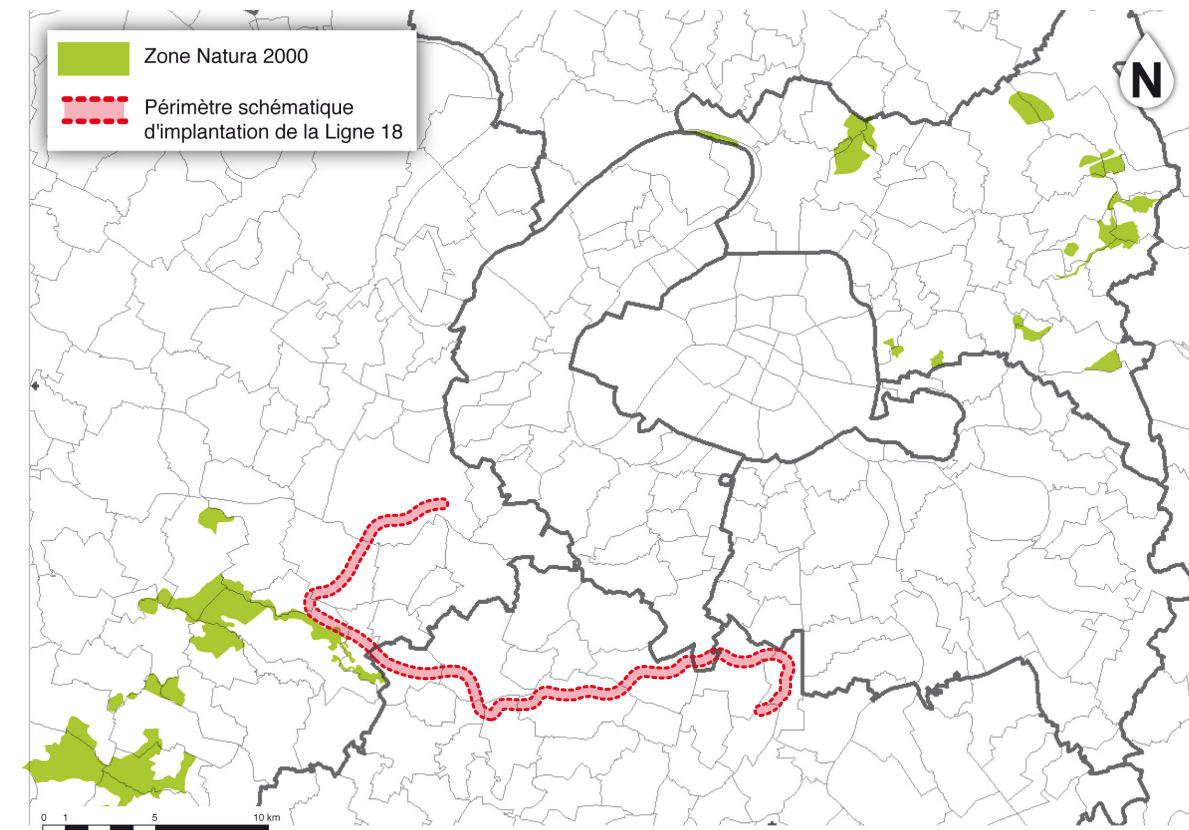 Zone Natura 2000
Périmètre schématique
d'implantation de la Ligne 18
N
0 1 5 10 km